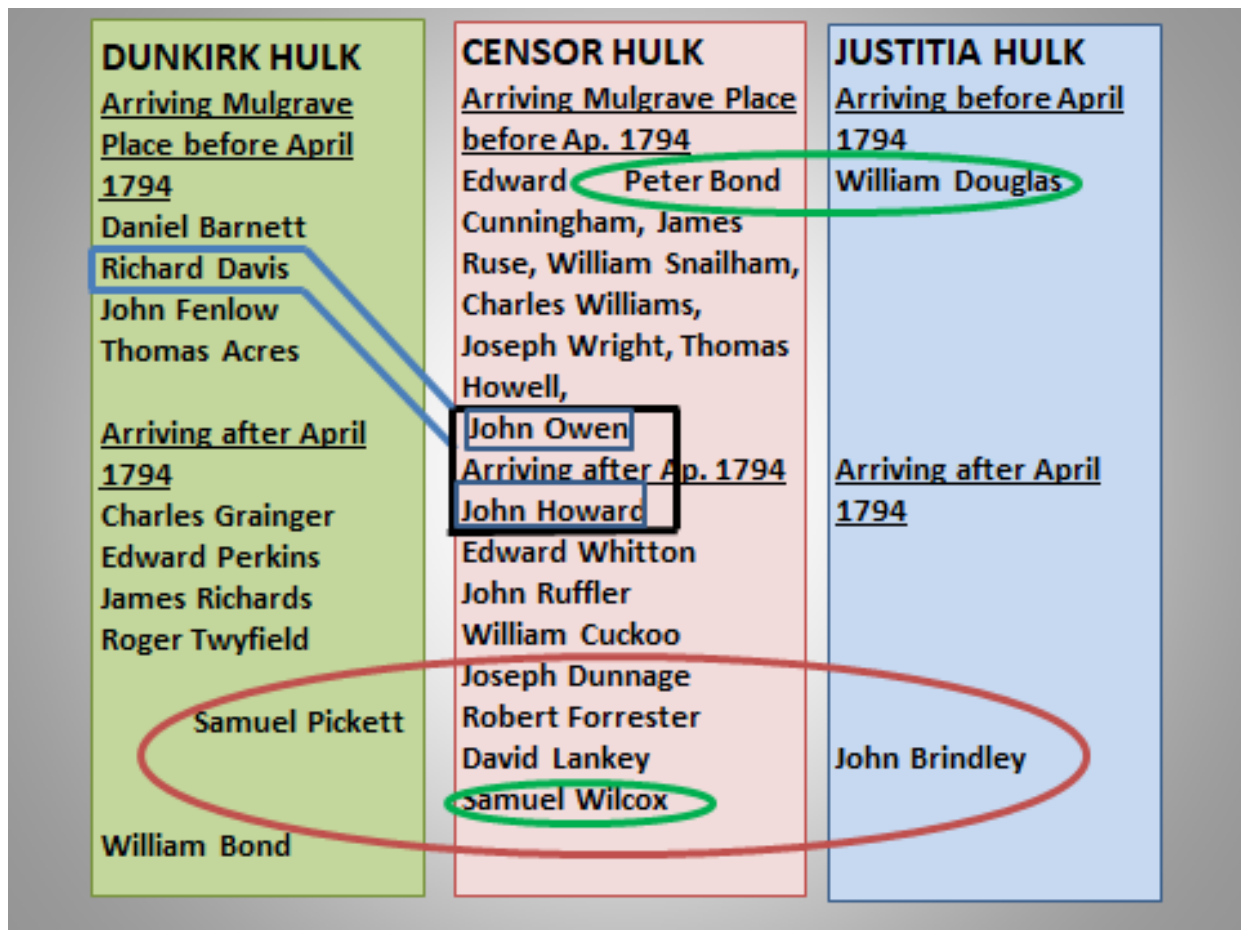 DUNKIRK HULK
Arriving Mulgrave
Place before April
1794
Daniel Barnett
Richard Davis
John Fenlow
Thomas Acres
Arriving after April
1794
Charles Grainger
Edward Perkins
James Richards
Roger Twyfield
Samuel Pickett
William Bond
CENSOR HULK
Arriving Mulgrave Place
before Ap. 1794
Edward Peter Bond
Cunningham, James
Ruse, William Snailham,
Charles Williams,
Joseph Wright, Thomas
Howell,
John Owen
Arriving after Ap. 1794
John Howard
Edward Whitton
John Ruffler
William Cuckoo
Joseph Dunnage
Robert Forrester
David Lankey
Samuel Wilcox
JUSTITIA HULK
Arriving before April
1794
William Douglas
Arriving after April
1794
John Brindley